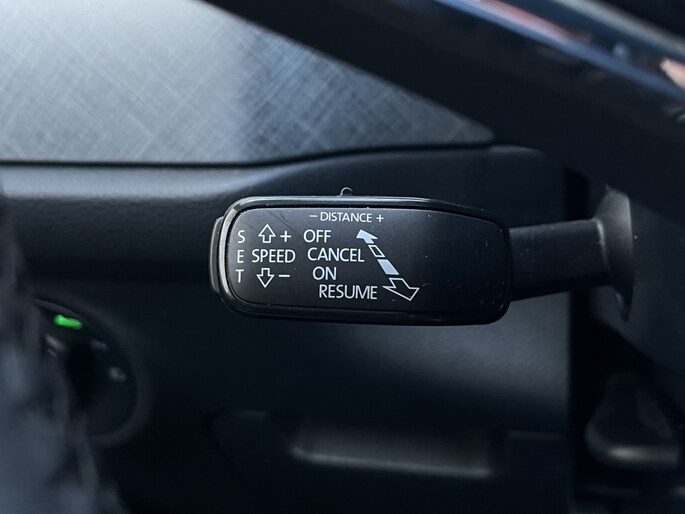 - DISTANCE +
S + OFF
E SPEED CANCEL
T - ON
RESUME